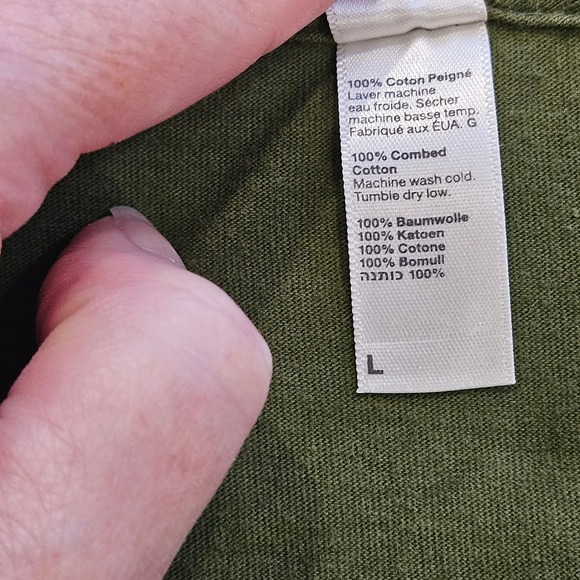 100% Coton Peigné
Laver machine
eau froide. Sécher
machine basse temp.
Fabriqué aux ÉUA. G
100% Combed
Cotton
Machine wash cold.
Tumble dry low.
100% Baumwolle
100% Katoen
100% Cotone
100% Bomull
100% כותנה
L